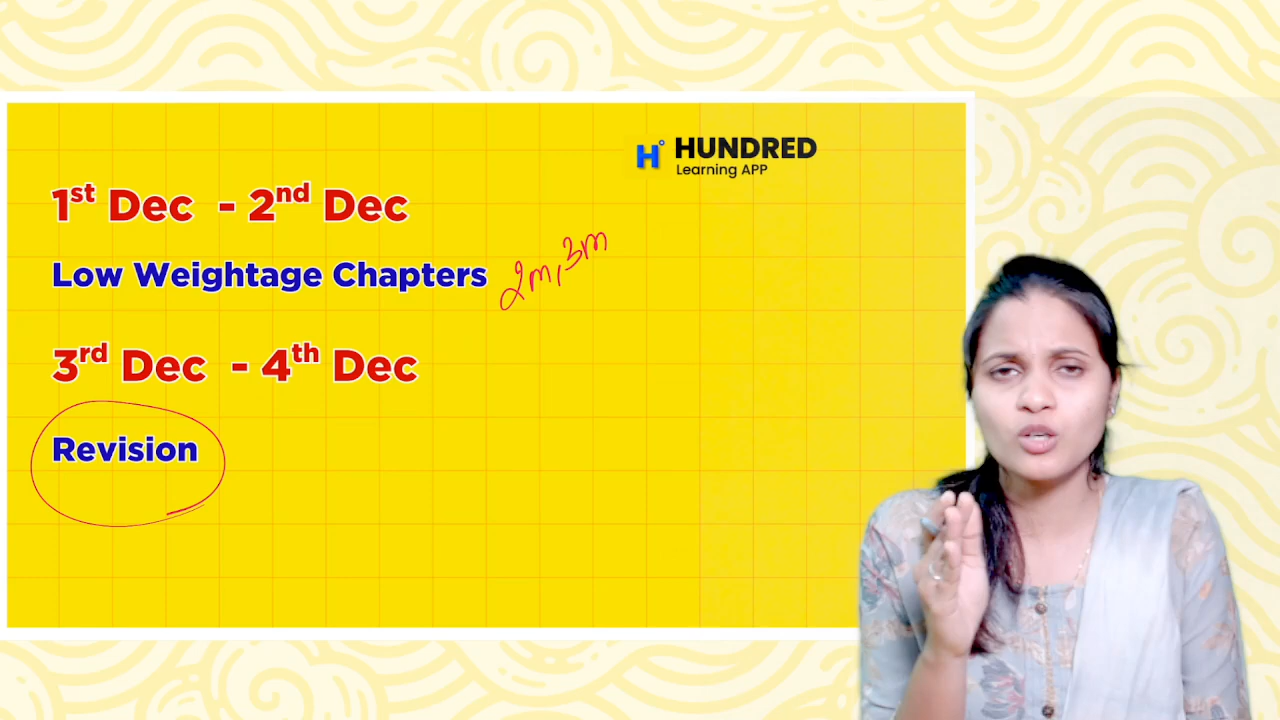 H HUNDRED
Learning APP
1st Dec - 2nd Dec
Low Weightage Chapters 2m, 3m
3rd Dec - 4th Dec
Revision